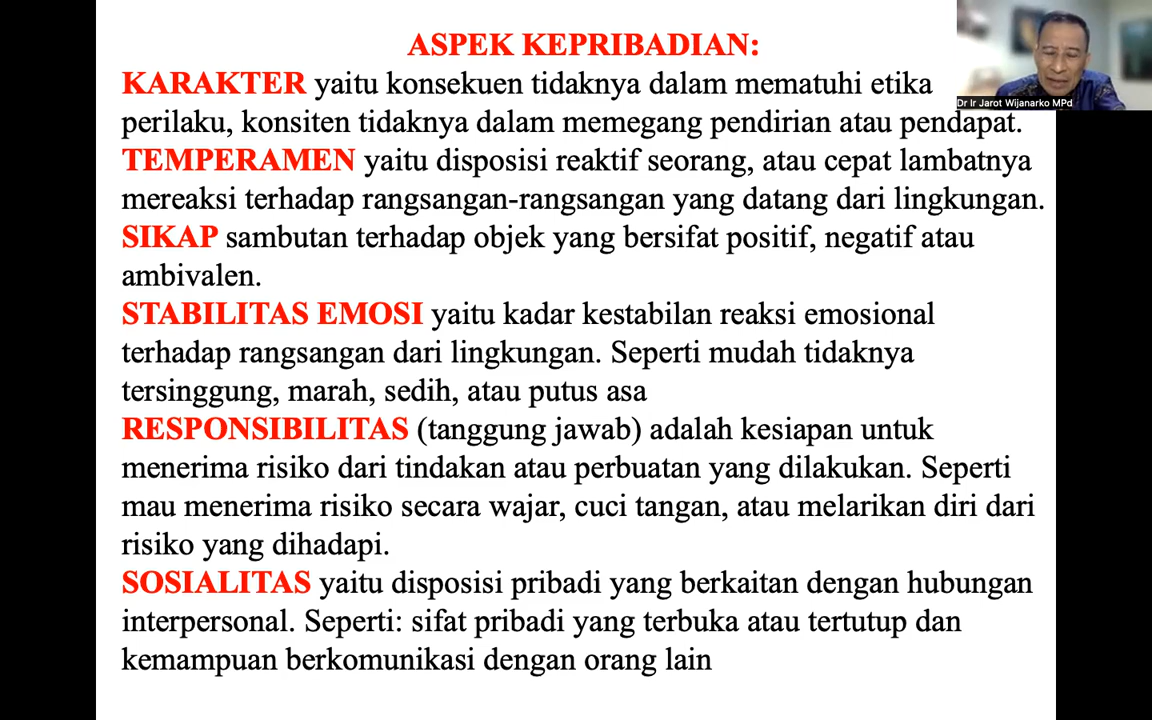 ASPEK KEPRIBADIAN:
KARAKTER yaitu konsekuen tidaknya dalam mematuhi etika
perilaku, konsiten tidaknya dalam memegang pendirian atau pendapat.
TEMPERAMEN yaitu disposisi reaktif seorang, atau cepat lambatnya
mereaksi terhadap rangsangan-rangsangan yang datang dari lingkungan.
SIKAP sambutan terhadap objek yang bersifat positif, negatif atau
ambivalen.
STABILITAS EMOSI yaitu kadar kestabilan reaksi emosional
terhadap rangsangan dari lingkungan. Seperti mudah tidaknya
tersinggung, marah, sedih, atau putus asa
RESPONSIBILITAS (tanggung jawab) adalah kesiapan untuk
menerima risiko dari tindakan atau perbuatan yang dilakukan. Seperti
mau menerima risiko secara wajar, cuci tangan, atau melarikan diri dari
risiko yang dihadapi.
SOSIALITAS yaitu disposisi pribadi yang berkaitan dengan hubungan
interpersonal. Seperti: sifat pribadi yang terbuka atau tertutup dan
kemampuan berkomunikasi dengan orang lain
Dr Ir Jarot Wijanarko MPd